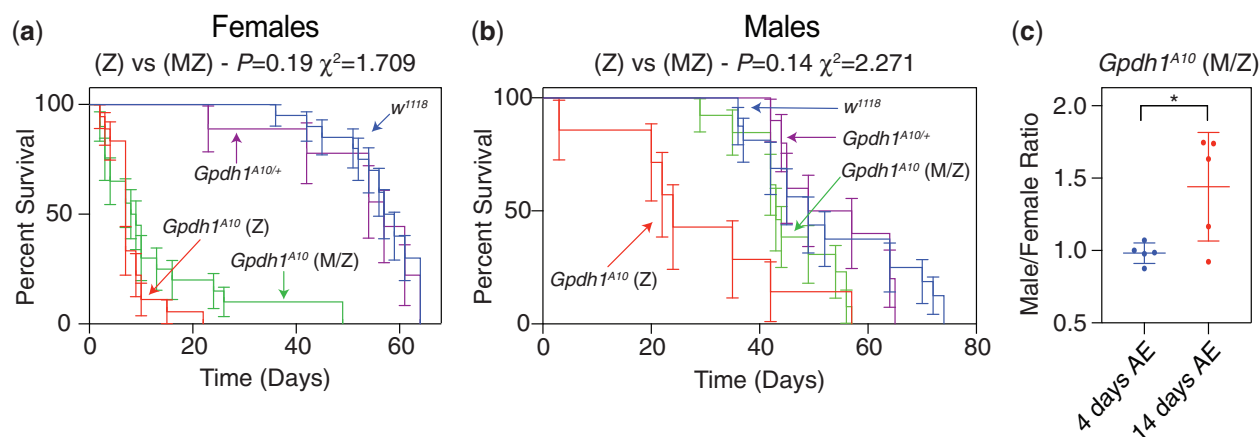 (a)
Females
(Z) vs (MZ) - P=0.19 χ²=1.709
100
50
0
Percent Survival
w¹¹¹⁸
Gpdh1ᴬ¹⁰/⁺
Gpdh1ᴬ¹⁰ (Z)
Gpdh1ᴬ¹⁰ (M/Z)
0 20 40 60
Time (Days)
(b)
Males
(Z) vs (MZ) - P=0.14 χ²=2.271
100
50
0
Percent Survival
w¹¹¹⁸
Gpdh1ᴬ¹⁰/⁺
Gpdh1ᴬ¹⁰ (M/Z)
Gpdh1ᴬ¹⁰ (Z)
0 20 40 60 80
Time (Days)
(c)
Gpdh1ᴬ¹⁰ (M/Z)
*
2.0
1.5
1.0
0.5
Male/Female Ratio
4 days AE
14 days AE